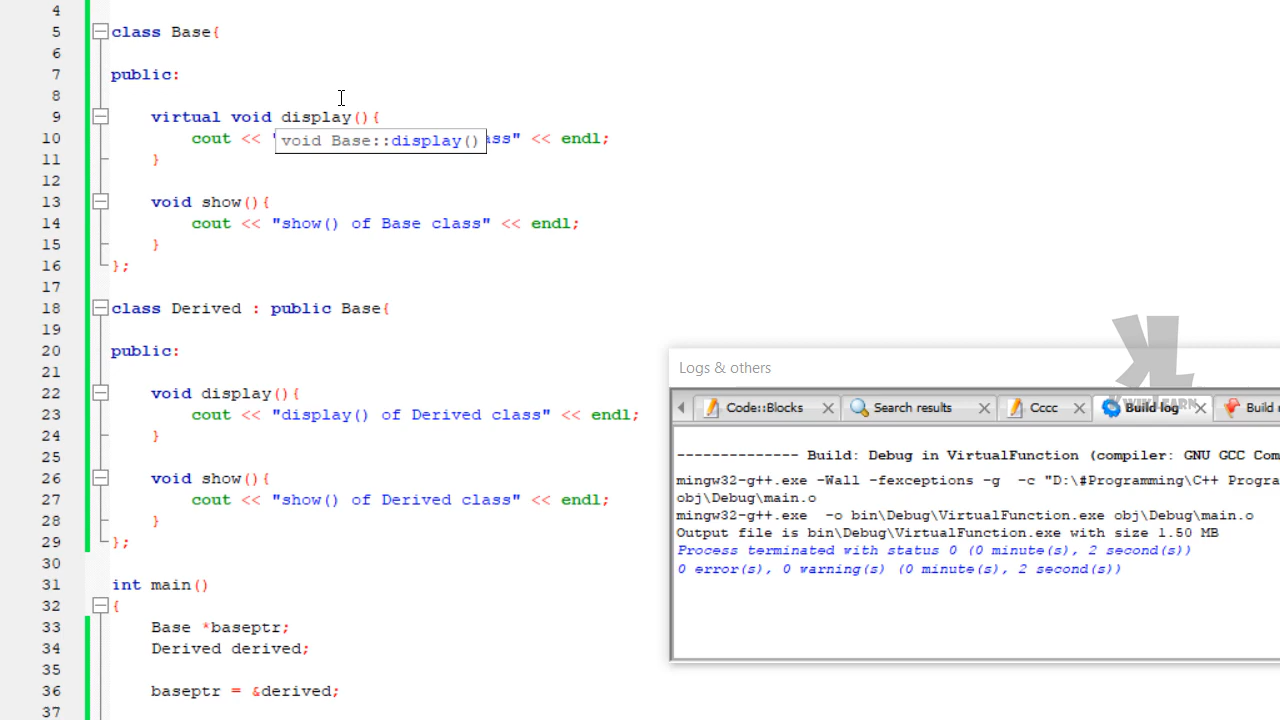 4
5 class Base{
6
7 public:
8
9 virtual void display(){
10 cout << " ass" << endl;
void Base::display()
11 }
12
13 void show(){
14 cout << "show() of Base class" << endl;
15 }
16 };
17
18 class Derived : public Base{
19
20 public:
21
22 void display(){
23 cout << "display() of Derived class" << endl;
24 }
25
26 void show(){
27 cout << "show() of Derived class" << endl;
28 }
29 };
30
31 int main()
32 {
33 Base *baseptr;
34 Derived derived;
35
36 baseptr = &derived;
37
KL
KwikLearn
Logs & others
Code::Blocks Search results Cccc Build log Build
-------------- Build: Debug in VirtualFunction (compiler: GNU GCC Com
mingw32-g++.exe -Wall -fexceptions -g -c "D:\#Programming\C++ Progra
obj\Debug\main.o
mingw32-g++.exe -o bin\Debug\VirtualFunction.exe obj\Debug\main.o
Output file is bin\Debug\VirtualFunction.exe with size 1.50 MB
Process terminated with status 0 (0 minute(s), 2 second(s))
0 error(s), 0 warning(s) (0 minute(s), 2 second(s))